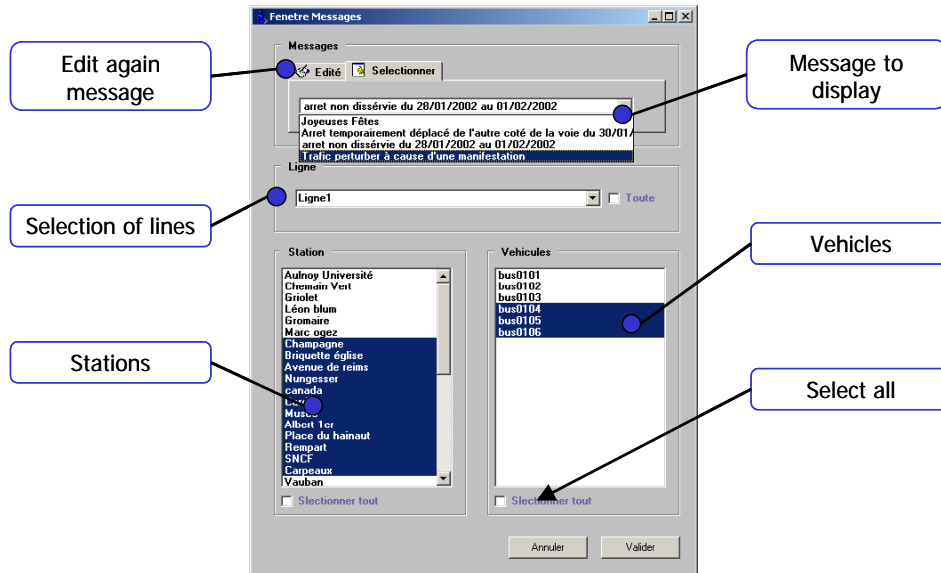 Fenetre Messages
Messages
Edité
Selectionner
arret non dissérvie du 28/01/2002 au 01/02/2002
Joyeuses Fêtes
Arret temporairement déplacé de l'autre coté de la voie du 30/01/
arret non dissérvie du 28/01/2002 au 01/02/2002
Trafic perturber à cause d'une manifestation
Ligne
Ligne1
Toute
Station
Aulnoy Université
Chemain Vert
Griolet
Léon blum
Gromaire
Marc ogez
Champagne
Briquette église
Avenue de reims
Nungesser
canada
Musée
Albert 1er
Place du hainaut
Rempart
SNCF
Carpeaux
Vauban
Slectionner tout
Vehicules
bus0101
bus0102
bus0103
bus0104
bus0105
bus0106
Slectionner tout
Annuler
Valider
Edit again
message
Selection of lines
Stations
Message to
display
Vehicles
Select all